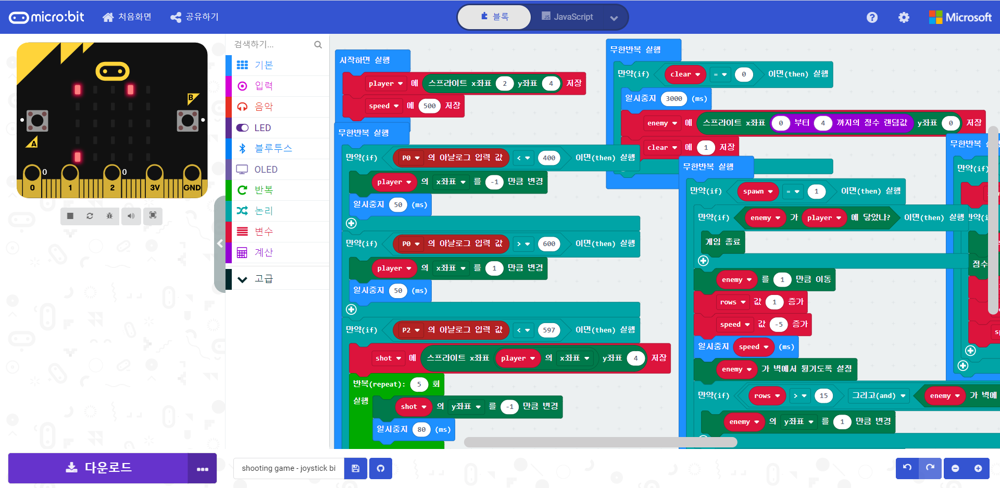 micro:bit
처음화면
공유하기
블록
JavaScript
Microsoft
B
A
0
0
0
1
2
3V
GND
검색하기...
기본
입력
음악
LED
블루투스
OLED
반복
논리
변수
계산
고급
시작하면 실행
player 에 스프라이트 x좌표 2 y좌표 4 저장
speed 에 500 저장
무한반복 실행
만약(if) P0 의 아날로그 입력 값 < 400 이면(then) 실행
player 의 x좌표 를 -1 만큼 변경
일시중지 50 (ms)
만약(if) P0 의 아날로그 입력 값 > 600 이면(then) 실행
player 의 x좌표 를 1 만큼 변경
일시중지 50 (ms)
만약(if) P2 의 아날로그 입력 값 < 597 이면(then) 실행
shot 에 스프라이트 x좌표 player 의 x좌표 y좌표 4 저장
반복(repeat): 5 회
실행
shot 의 y좌표 를 -1 만큼 변경
일시중지 80 (ms)
무한반복 실행
만약(if) clear = 0 이면(then) 실행
일시중지 3000 (ms)
enemy 에 스프라이트 x좌표 0 부터 4 까지의 정수 랜덤값 y좌표 0 저장
clear 에 1 저장
무한반복 실행
만약(if) spawn = 1 이면(then) 실행
만약(if) enemy 가 player 에 닿았나? 이면(then) 실행
게임 종료
enemy 를 1 만큼 이동
rows 값 1 증가
speed 값 -5 증가
일시중지 speed (ms)
enemy 가 벽에서 튕기도록 설정
만약(if) rows > 15 그리고(and) enemy 가 벽에
enemy 의 y좌표 를 1 만큼 변경
무한반복
만약(if)
점수
다운로드
shooting game - joystick bi